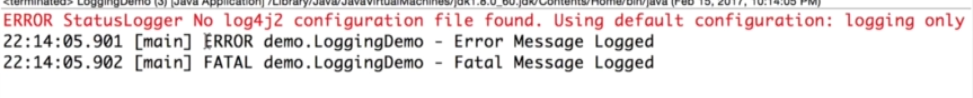 <terminated> LoggingDemo (3) [Java Application] /Library/Java/JavaVirtualMachines/jdk1.8.0_60.jdk/Contents/Home/bin/java (Feb 15, 2017, 10:14:05 PM)
ERROR StatusLogger No log4j2 configuration file found. Using default configuration: logging only
22:14:05.901 [main] ERROR demo.LoggingDemo - Error Message Logged
22:14:05.902 [main] FATAL demo.LoggingDemo - Fatal Message Logged